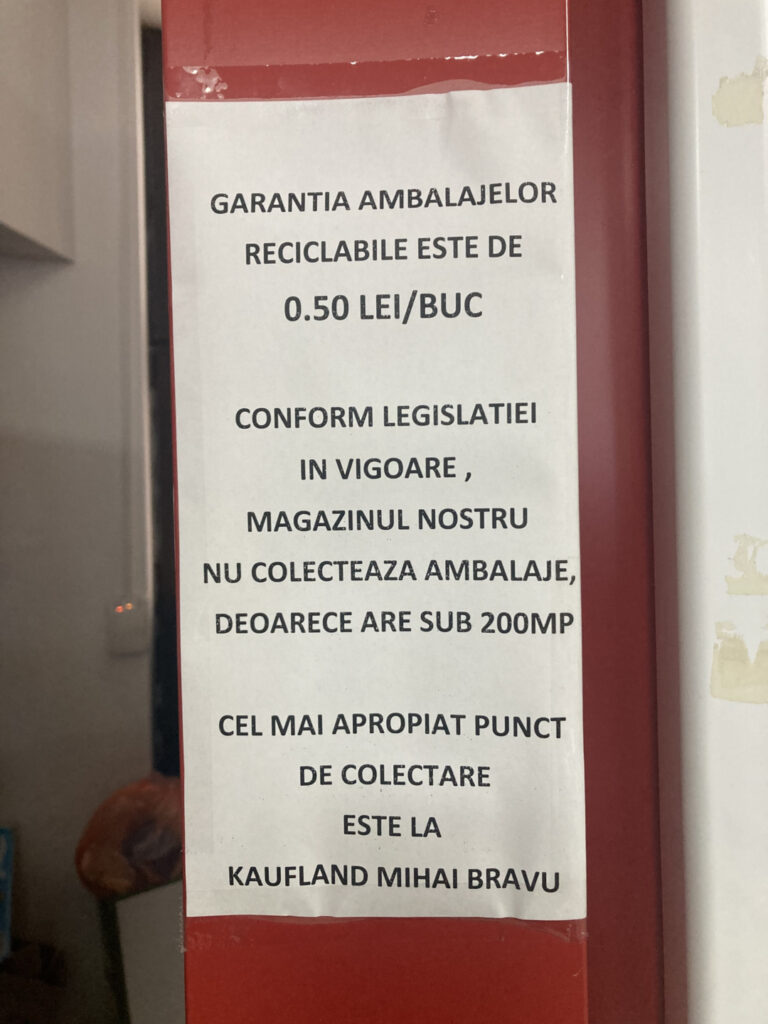 GARANTIA AMBALAJELOR
RECICLABILE ESTE DE
0.50 LEI/BUC
CONFORM LEGISLATIEI
IN VIGOARE ,
MAGAZINUL NOSTRU
NU COLECTEAZA AMBALAJE,
DEOARECE ARE SUB 200MP
CEL MAI APROPIAT PUNCT
DE COLECTARE
ESTE LA
KAUFLAND MIHAI BRAVU